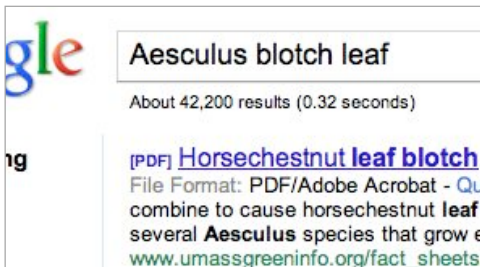 gle
Aesculus blotch leaf
About 42,200 results (0.32 seconds)
ng
[PDF] Horsechestnut leaf blotch
File Format: PDF/Adobe Acrobat - Qu
combine to cause horsechestnut leaf
several Aesculus species that grow e
www.umassgreeninfo.org/fact_sheets